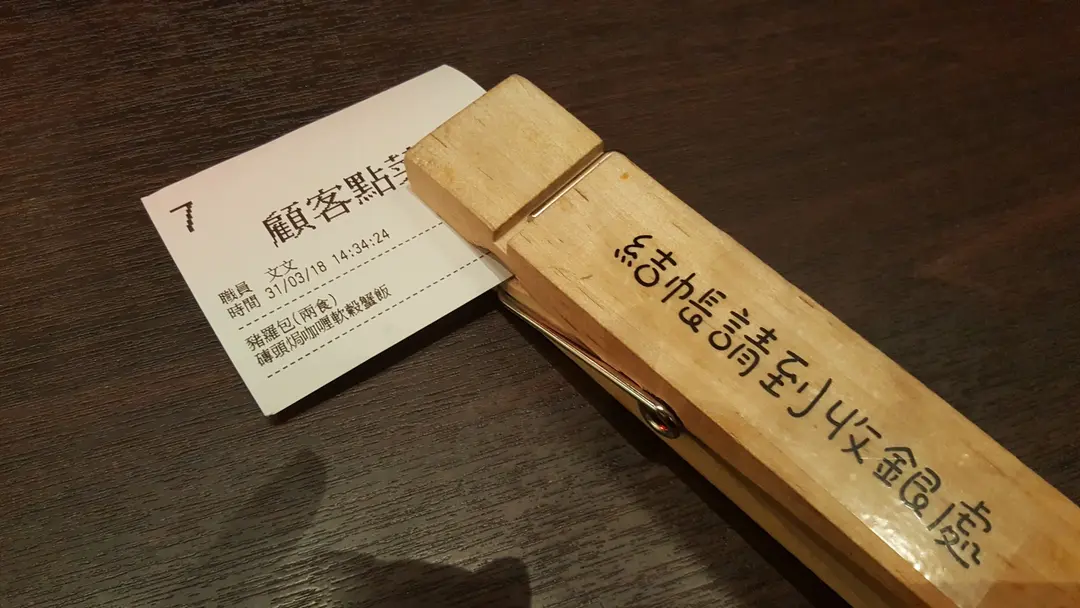 7
顧客點菜
職員 文文
時間 31/03/18 14:34:24
豬羅包(兩食)
磚頭焗咖喱軟殼蟹飯
結帳請到收銀處